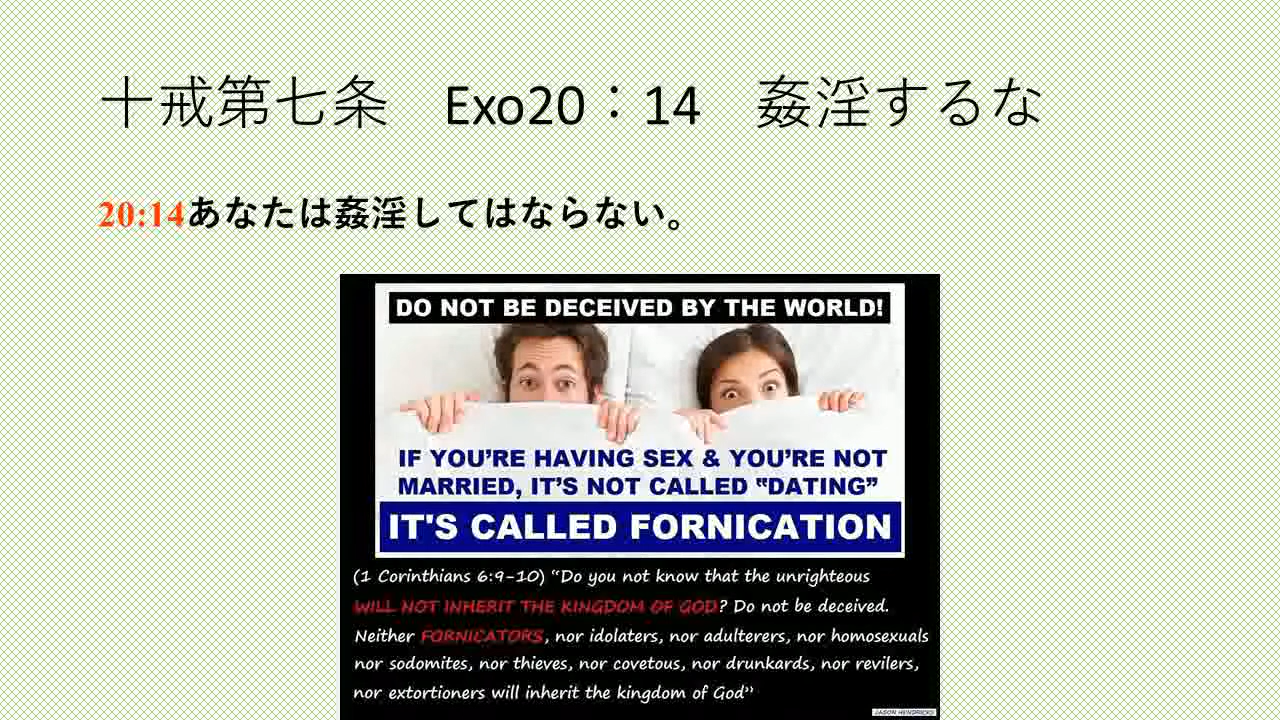 十戒第七条　Exo20：14　姦淫するな
20:14あなたは姦淫してはならない。
DO NOT BE DECEIVED BY THE WORLD!
IF YOU’RE HAVING SEX & YOU’RE NOT
MARRIED, IT’S NOT CALLED “DATING”
IT'S CALLED FORNICATION
(1 Corinthians 6:9-10) “Do you not know that the unrighteous
WILL NOT INHERIT THE KINGDOM OF GOD? Do not be deceived.
Neither FORNICATORS, nor idolaters, nor adulterers, nor homosexuals
nor sodomites, nor thieves, nor covetous, nor drunkards, nor revilers,
nor extortioners will inherit the kingdom of God”
JASON HENDRICKS